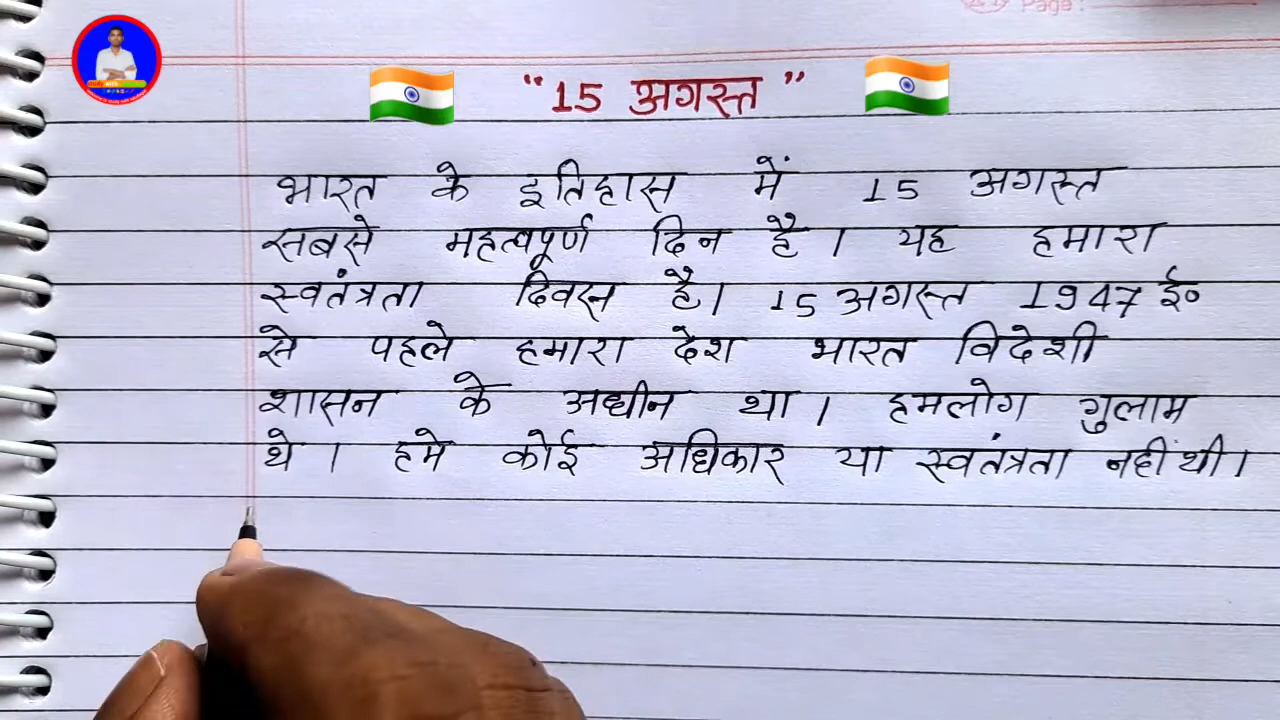 Page :
"15 अगस्त"
भारत के इतिहास में 15 अगस्त
सबसे महत्वपूर्ण दिन है । यह हमारा
स्वतंत्रता दिवस है। 15 अगस्त 1947 ई०
से पहले हमारा देश भारत विदेशी
शासन के अधीन था । हमलोग गुलाम
थे । हमे कोई अधिकार या स्वतंत्रता नहीं थी ।